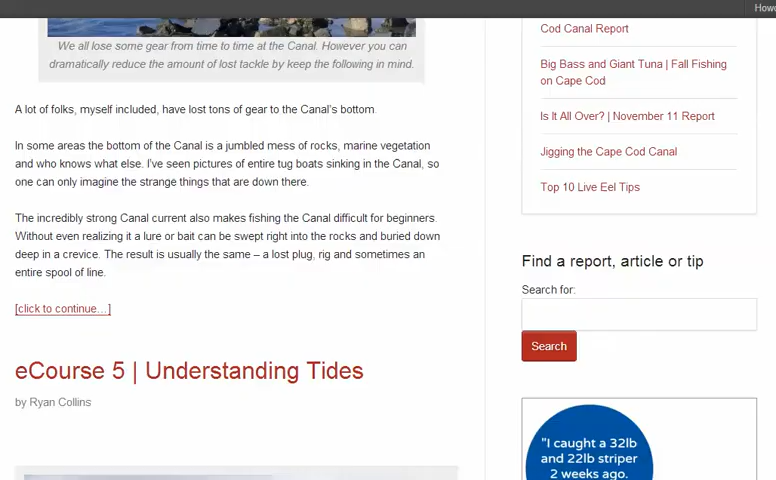 Howd
We all lose some gear from time to time at the Canal. However you can
dramatically reduce the amount of lost tackle by keep the following in mind.
A lot of folks, myself included, have lost tons of gear to the Canal's bottom.
In some areas the bottom of the Canal is a jumbled mess of rocks, marine vegetation
and who knows what else. I've seen pictures of entire tug boats sinking in the Canal, so
one can only imagine the strange things that are down there.
The incredibly strong Canal current also makes fishing the Canal difficult for beginners.
Without even realizing it a lure or bait can be swept right into the rocks and buried down
deep in a crevice. The result is usually the same – a lost plug, rig and sometimes an
entire spool of line.
[click to continue…]
eCourse 5 | Understanding Tides
by Ryan Collins
Cod Canal Report
Big Bass and Giant Tuna | Fall Fishing
on Cape Cod
Is It All Over? | November 11 Report
Jigging the Cape Cod Canal
Top 10 Live Eel Tips
Find a report, article or tip
Search for:
Search
"I caught a 32lb
and 22lb striper
2 weeks ago.